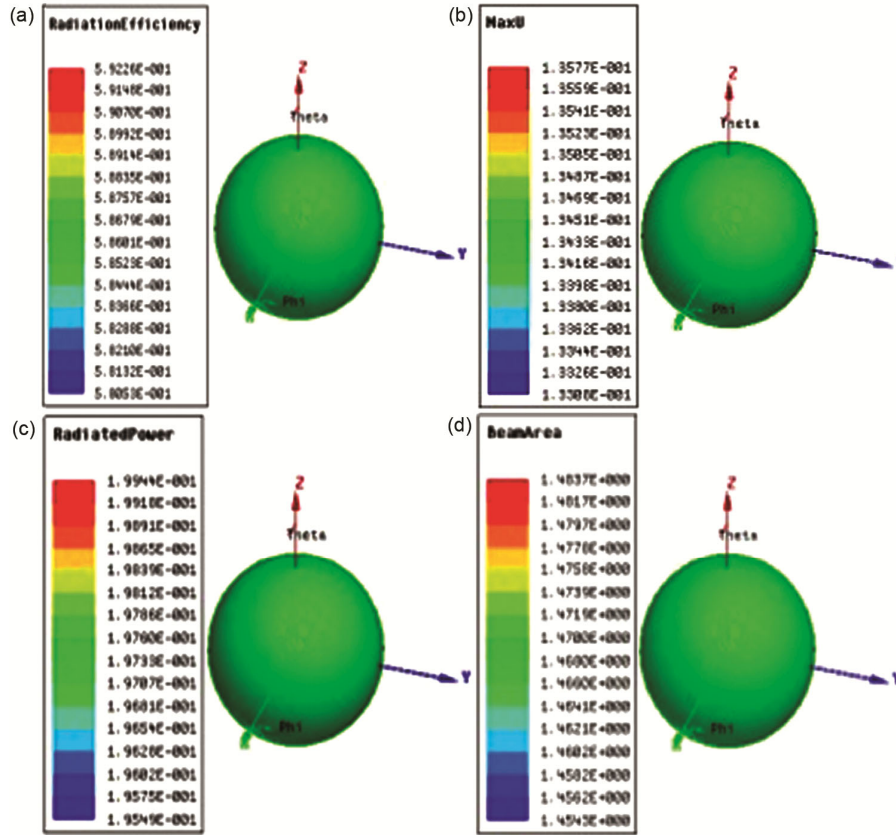 (a)
RadiationEfficiency
5.9226E-001
5.9148E-001
5.9070E-001
5.8992E-001
5.8914E-001
5.8835E-001
5.8757E-001
5.8679E-001
5.8601E-001
5.8523E-001
5.8444E-001
5.8366E-001
5.8288E-001
5.8210E-001
5.8132E-001
5.8053E-001
Z
Theta
Y
Phi
(b)
MaxU
1.3577E-001
1.3559E-001
1.3541E-001
1.3523E-001
1.3505E-001
1.3487E-001
1.3469E-001
1.3451E-001
1.3433E-001
1.3416E-001
1.3398E-001
1.3380E-001
1.3362E-001
1.3344E-001
1.3326E-001
1.3308E-001
Z
Theta
Phi
(c)
RadiatedPower
1.9944E-001
1.9918E-001
1.9891E-001
1.9865E-001
1.9839E-001
1.9812E-001
1.9786E-001
1.9760E-001
1.9733E-001
1.9707E-001
1.9681E-001
1.9654E-001
1.9628E-001
1.9602E-001
1.9575E-001
1.9549E-001
Z
Theta
Y
Phi
(d)
BeamArea
1.4837E+000
1.4817E+000
1.4797E+000
1.4778E+000
1.4758E+000
1.4739E+000
1.4719E+000
1.4700E+000
1.4680E+000
1.4660E+000
1.4641E+000
1.4621E+000
1.4602E+000
1.4582E+000
1.4562E+000
1.4543E+000
Z
Theta
Y
Phi